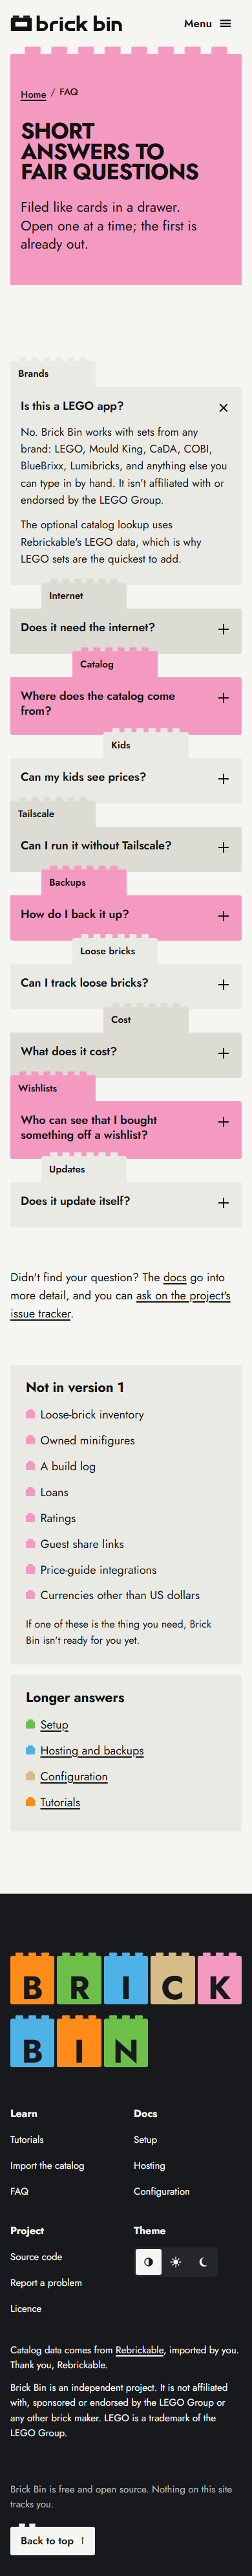 brick bin
Menu
Home / FAQ
SHORT
ANSWERS TO
FAIR QUESTIONS
Filed like cards in a drawer.
Open one at a time; the first is
already out.
Brands
Is this a LEGO app?
No. Brick Bin works with sets from any
brand: LEGO, Mould King, CaDA, COBI,
BlueBrixx, Lumibricks, and anything else you
can type in by hand. It isn't affiliated with or
endorsed by the LEGO Group.
The optional catalog lookup uses
Rebrickable's LEGO data, which is why
LEGO sets are the quickest to add.
Internet
Does it need the internet?
Catalog
Where does the catalog come
from?
Kids
Can my kids see prices?
Tailscale
Can I run it without Tailscale?
Backups
How do I back it up?
Loose bricks
Can I track loose bricks?
Cost
What does it cost?
Wishlists
Who can see that I bought
something off a wishlist?
Updates
Does it update itself?
Didn't find your question? The docs go into
more detail, and you can ask on the project's
issue tracker.
Not in version 1
Loose-brick inventory
Owned minifigures
A build log
Loans
Ratings
Guest share links
Price-guide integrations
Currencies other than US dollars
If one of these is the thing you need, Brick
Bin isn't ready for you yet.
Longer answers
Setup
Hosting and backups
Configuration
Tutorials
BRICK
BIN
Learn
Tutorials
Import the catalog
FAQ
Docs
Setup
Hosting
Configuration
Project
Source code
Report a problem
Licence
Theme
Catalog data comes from Rebrickable, imported by you.
Thank you, Rebrickable.
Brick Bin is an independent project. It is not affiliated
with, sponsored or endorsed by the LEGO Group or
any other brick maker. LEGO is a trademark of the
LEGO Group.
Brick Bin is free and open source. Nothing on this site
tracks you.
Back to top ↑